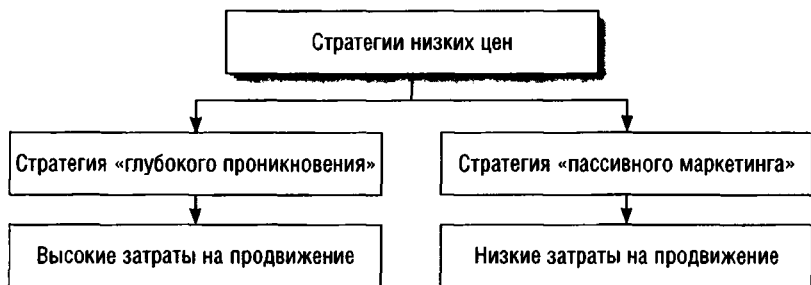 Стратегии низких цен
Стратегия «глубокого проникновения»
Стратегия «пассивного маркетинга»
Высокие затраты на продвижение
Низкие затраты на продвижение